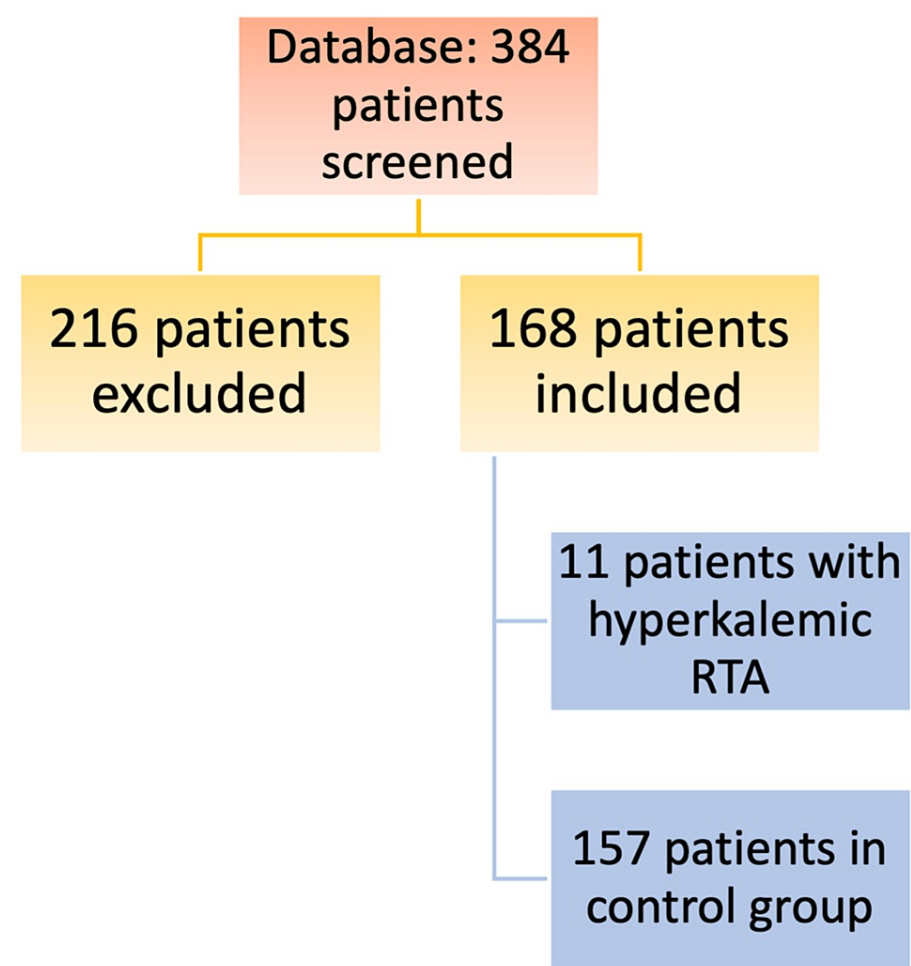 Database: 384
patients
screened
216 patients
excluded
168 patients
included
11 patients with
hyperkalemic
RTA
157 patients in
control group